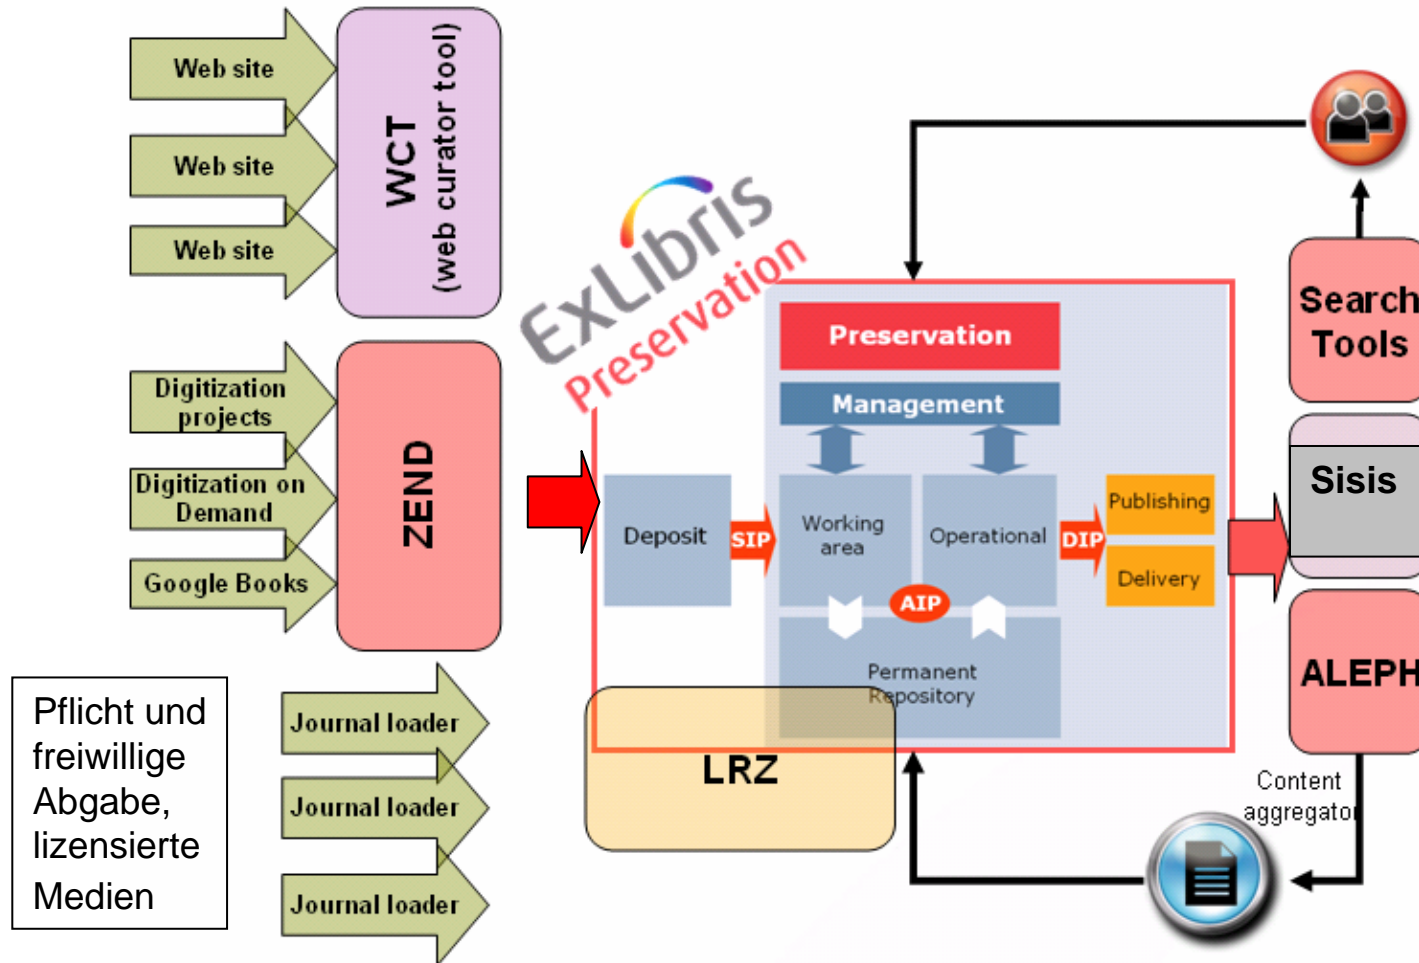 Web site
Web site
Web site
WCT
(web curator tool)
Digitization
projects
Digitization on
Demand
Google Books
ZEND
Pflicht und
freiwillige
Abgabe,
lizensierte
Medien
Journal loader
Journal loader
Journal loader
ExLibris
Preservation
Preservation
Management
Deposit
SIP
Working
area
Operational
DIP
Publishing
Delivery
AIP
Permanent
Repository
LRZ
Search
Tools
Sisis
ALEPH
Content
aggregator